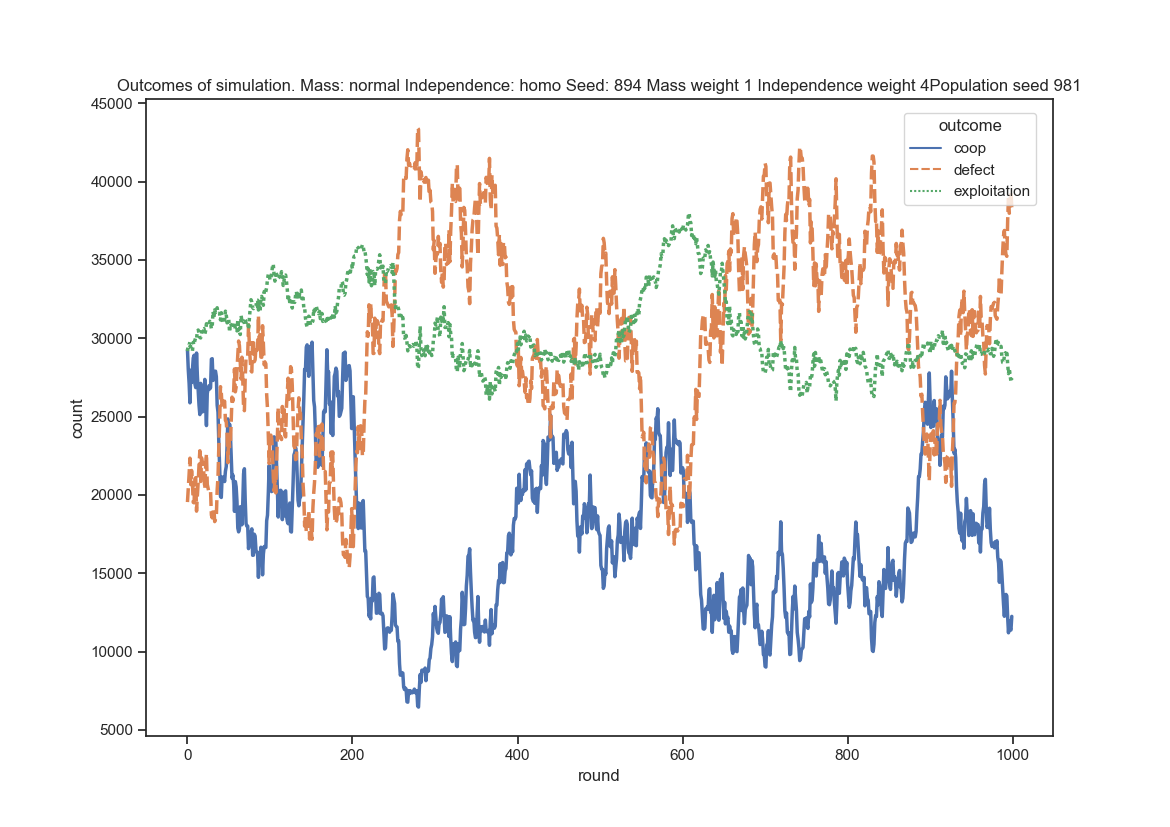 Outcomes of simulation. Mass: normal Independence: homo Seed: 894 Mass weight 1 Independence weight 4Population seed 981
45000
40000
35000
30000
25000
20000
15000
10000
5000
count
outcome
coop
defect
exploitation
0 200 400 600 800 1000
round